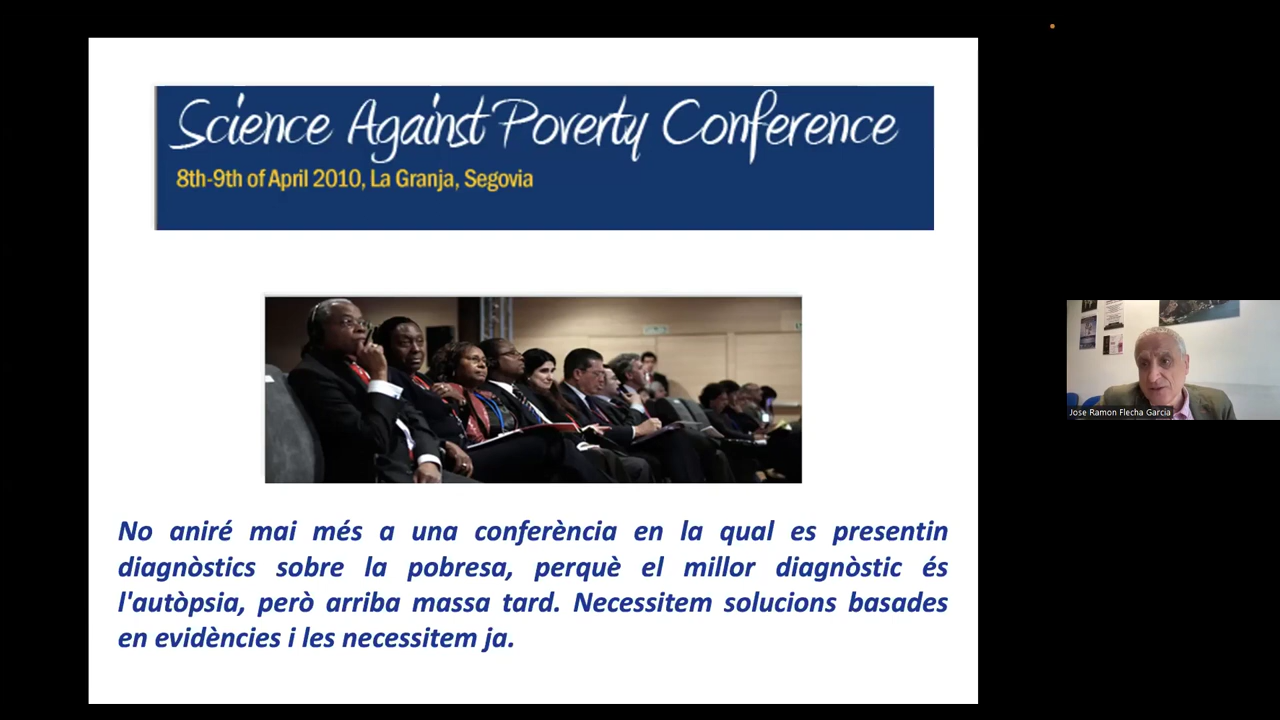 Science Against Poverty Conference
8th-9th of April 2010, La Granja, Segovia
No aniré mai més a una conferència en la qual es presentin
diagnòstics sobre la pobresa, perquè el millor diagnòstic és
l'autòpsia, però arriba massa tard. Necessitem solucions basades
en evidències i les necessitem ja.
Jose Ramon Flecha Garcia